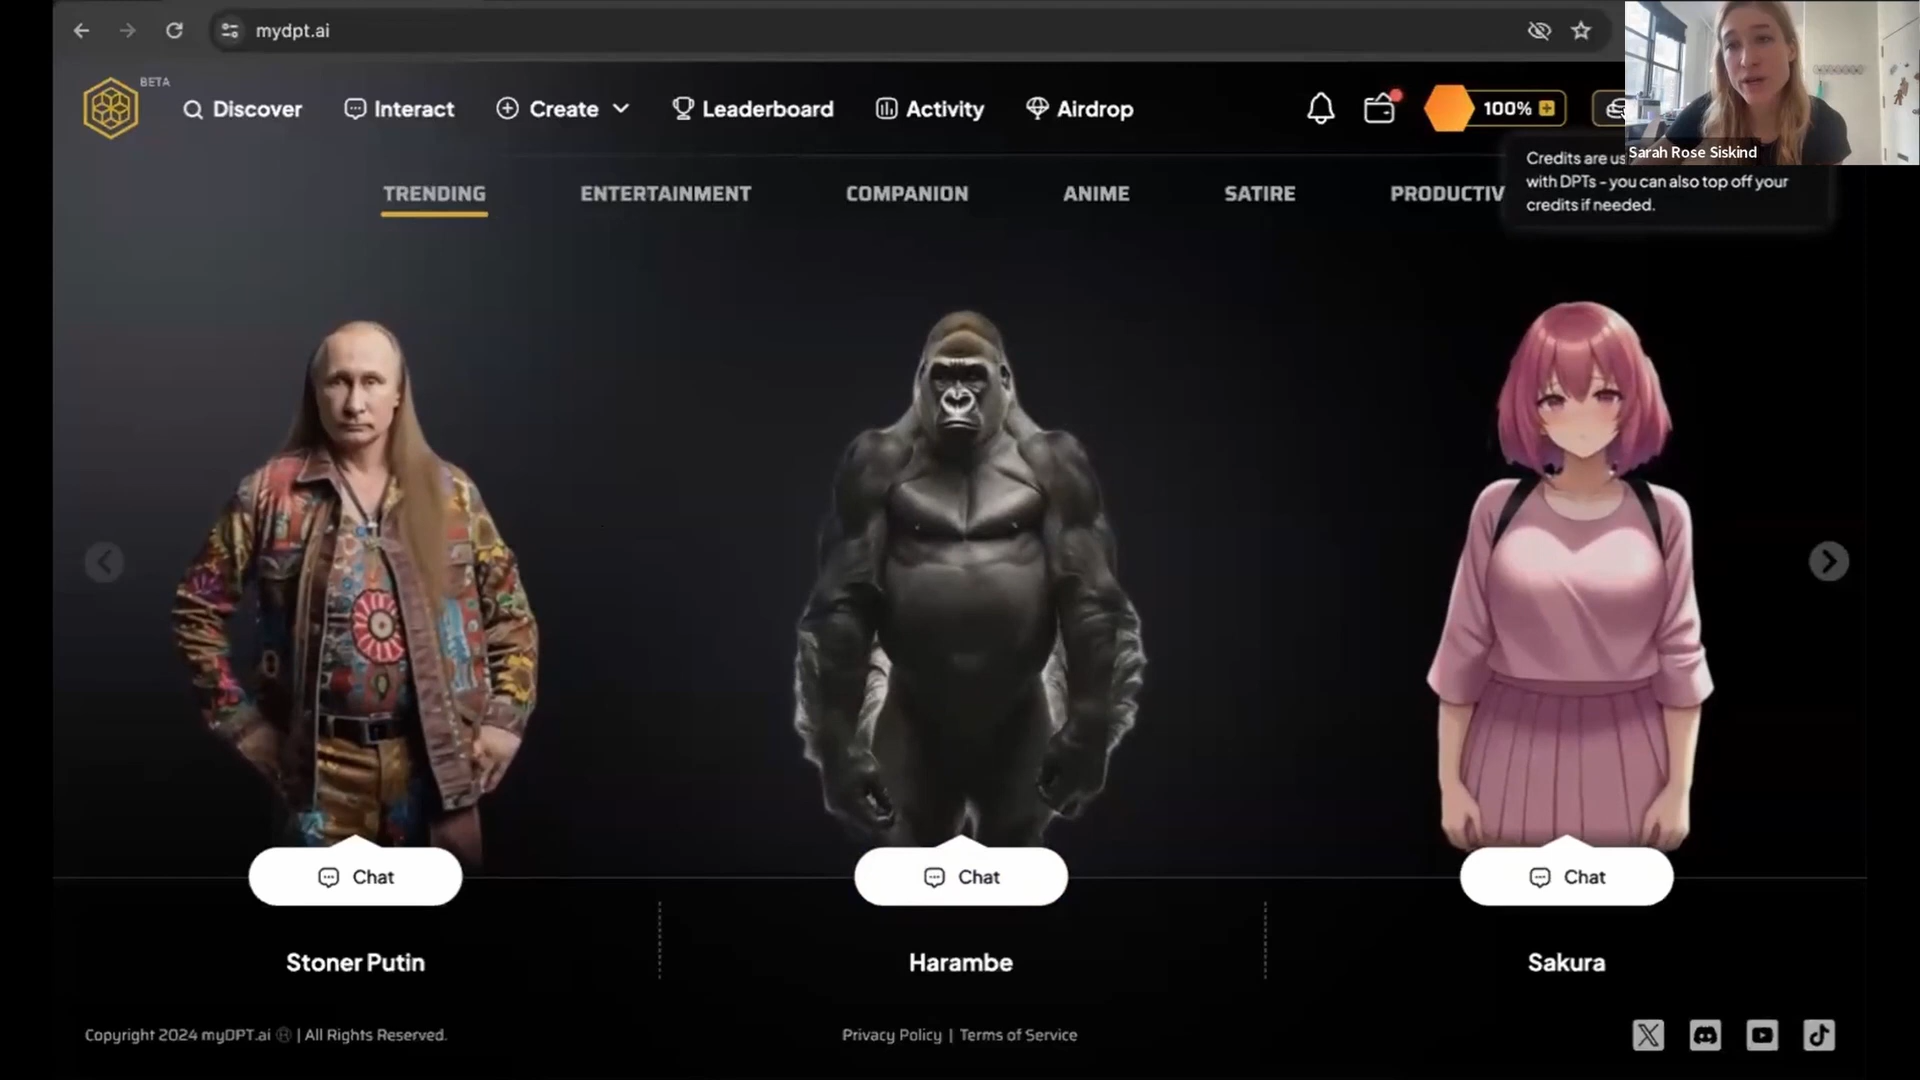 mydpt.ai
BETA
Discover
Interact
Create
Leaderboard
Activity
Airdrop
100%
Sarah Rose Siskind
TRENDING
ENTERTAINMENT
COMPANION
ANIME
SATIRE
PRODUCTIV
Credits are us
with DPTs - you can also top off your
credits if needed.
Chat
Chat
Chat
Stoner Putin
Harambe
Sakura
Copyright 2024 myDPT.ai ® | All Rights Reserved.
Privacy Policy | Terms of Service